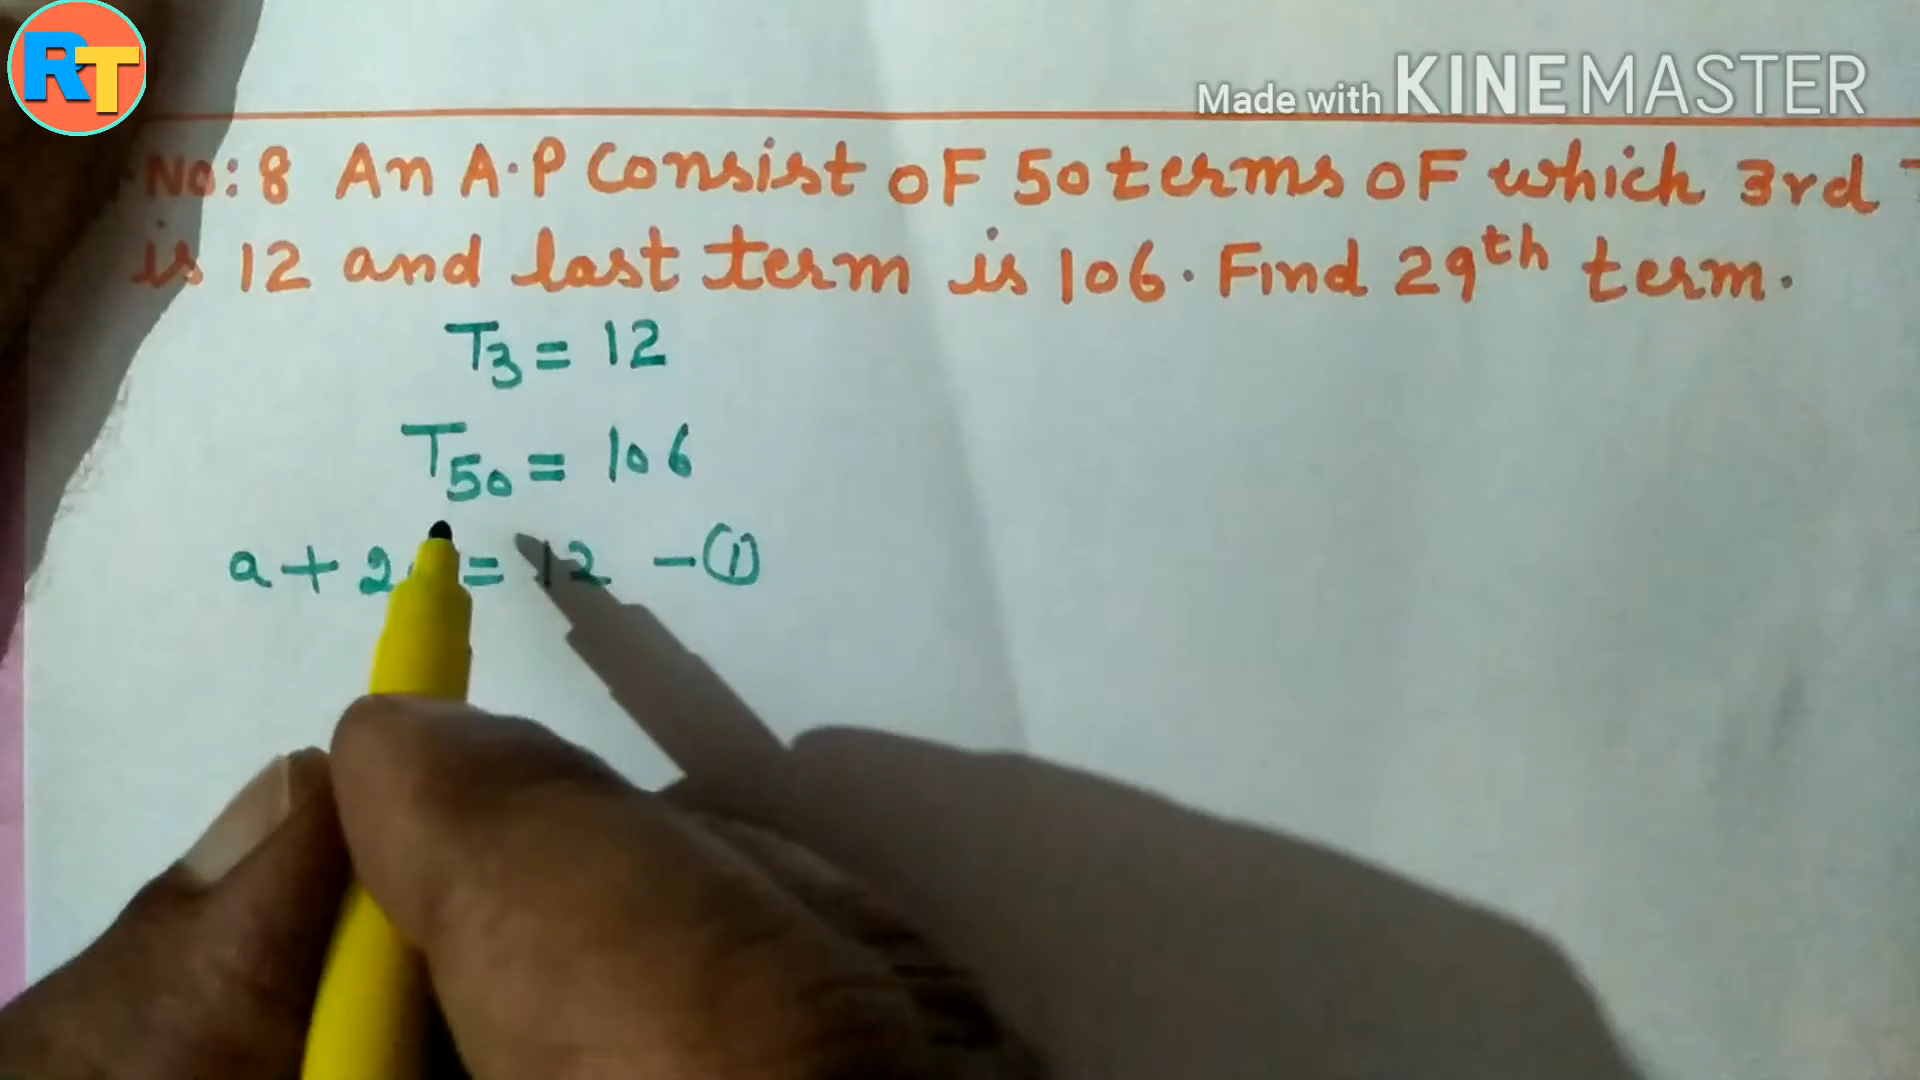 RT
Made with KINEMASTER
No: 8 An A.P Consist of 50 terms of which 3rd
is 12 and last term is 106. Find 29th term.
T3 = 12
T50 = 106
a + 2 = 12 - ①